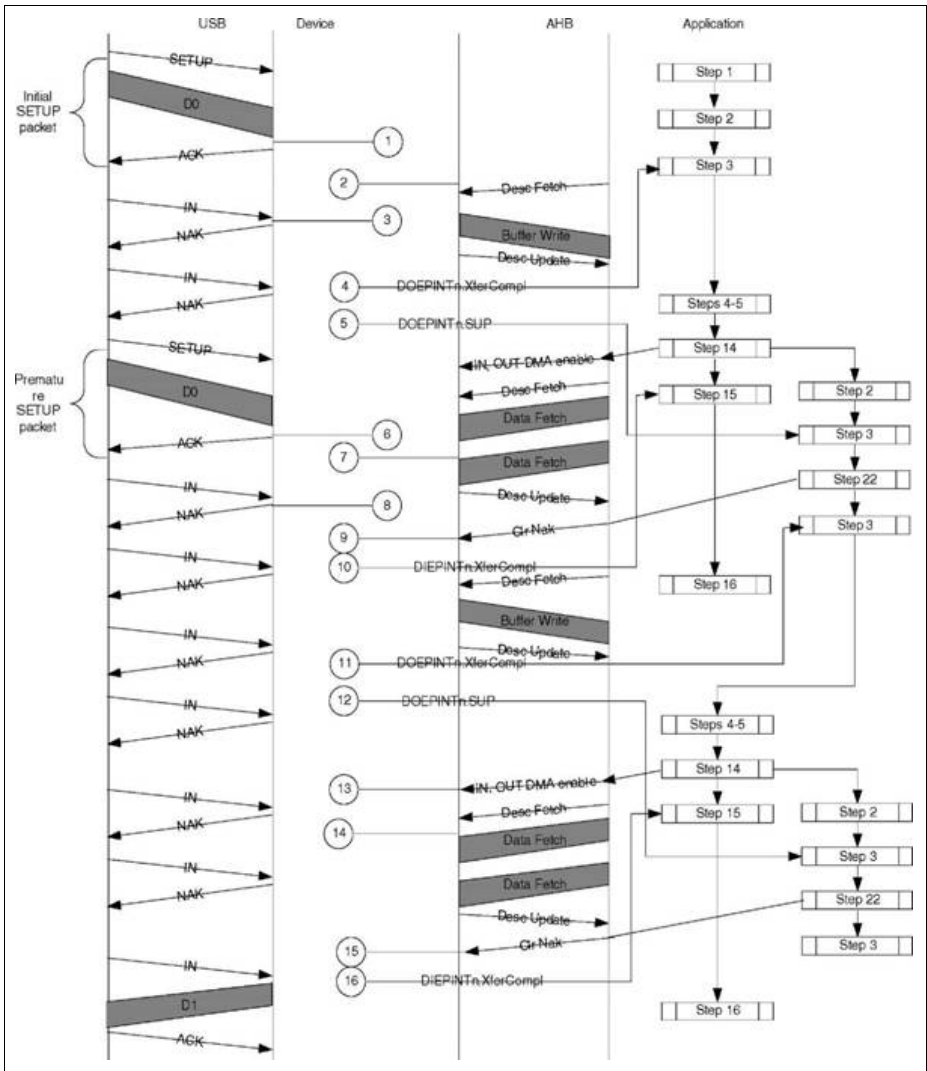 USB Device AHB Application
SETUP
Step 1
Initial
SETUP
packet
D0
Step 2
1
ACK
Step 3
2
Desc Fetch
IN
3
NAK
Buffer Write
Desc Update
IN
4
DOEPINTn.XferCompl
NAK
Steps 4-5
5
DOEPINTn.SUP
SETUP
Step 14
IN, OUT DMA enable
Prematu
re
SETUP
packet
D0
Desc Fetch
Step 15
Step 2
Data Fetch
6
Step 3
ACK
7
Data Fetch
IN
Step 22
Desc Update
8
NAK
Step 3
Clr Nak
9
IN
10
DIEPINTn.XferCompl
Desc Fetch
Step 16
NAK
Buffer Write
IN
Desc Update
11
DOEPINTn.XferCompl
NAK
12
DOEPINTn.SUP
IN
Steps 4-5
NAK
Step 14
13
IN, OUT DMA enable
IN
Desc Fetch
Step 15
Step 2
NAK
14
Data Fetch
Step 3
IN
Data Fetch
NAK
Step 22
Desc Update
Clr Nak
Step 3
15
IN
16
DIEPINTn.XferCompl
D1
Step 16
ACK